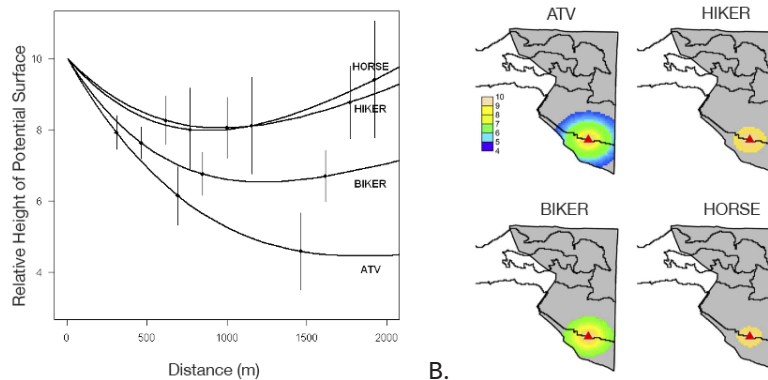 Relative Height of Potential Surface
10
8
6
4
HORSE
HIKER
BIKER
ATV
0
500
1000
1500
2000
Distance (m)
B.
ATV
HIKER
10
9
8
7
6
5
4
BIKER
HORSE